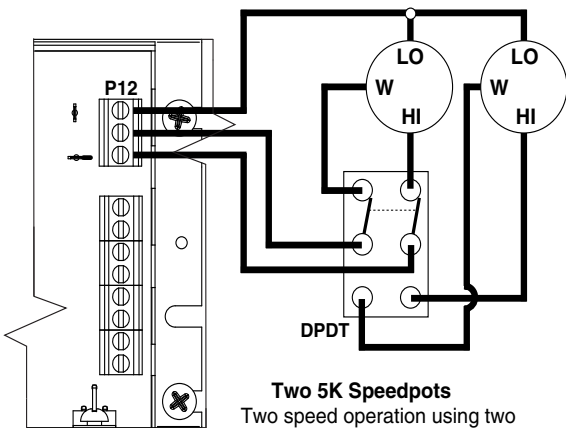 LO
LO
P12
W
W
HI
HI
DPDT
Two 5K Speedpots
Two speed operation using two